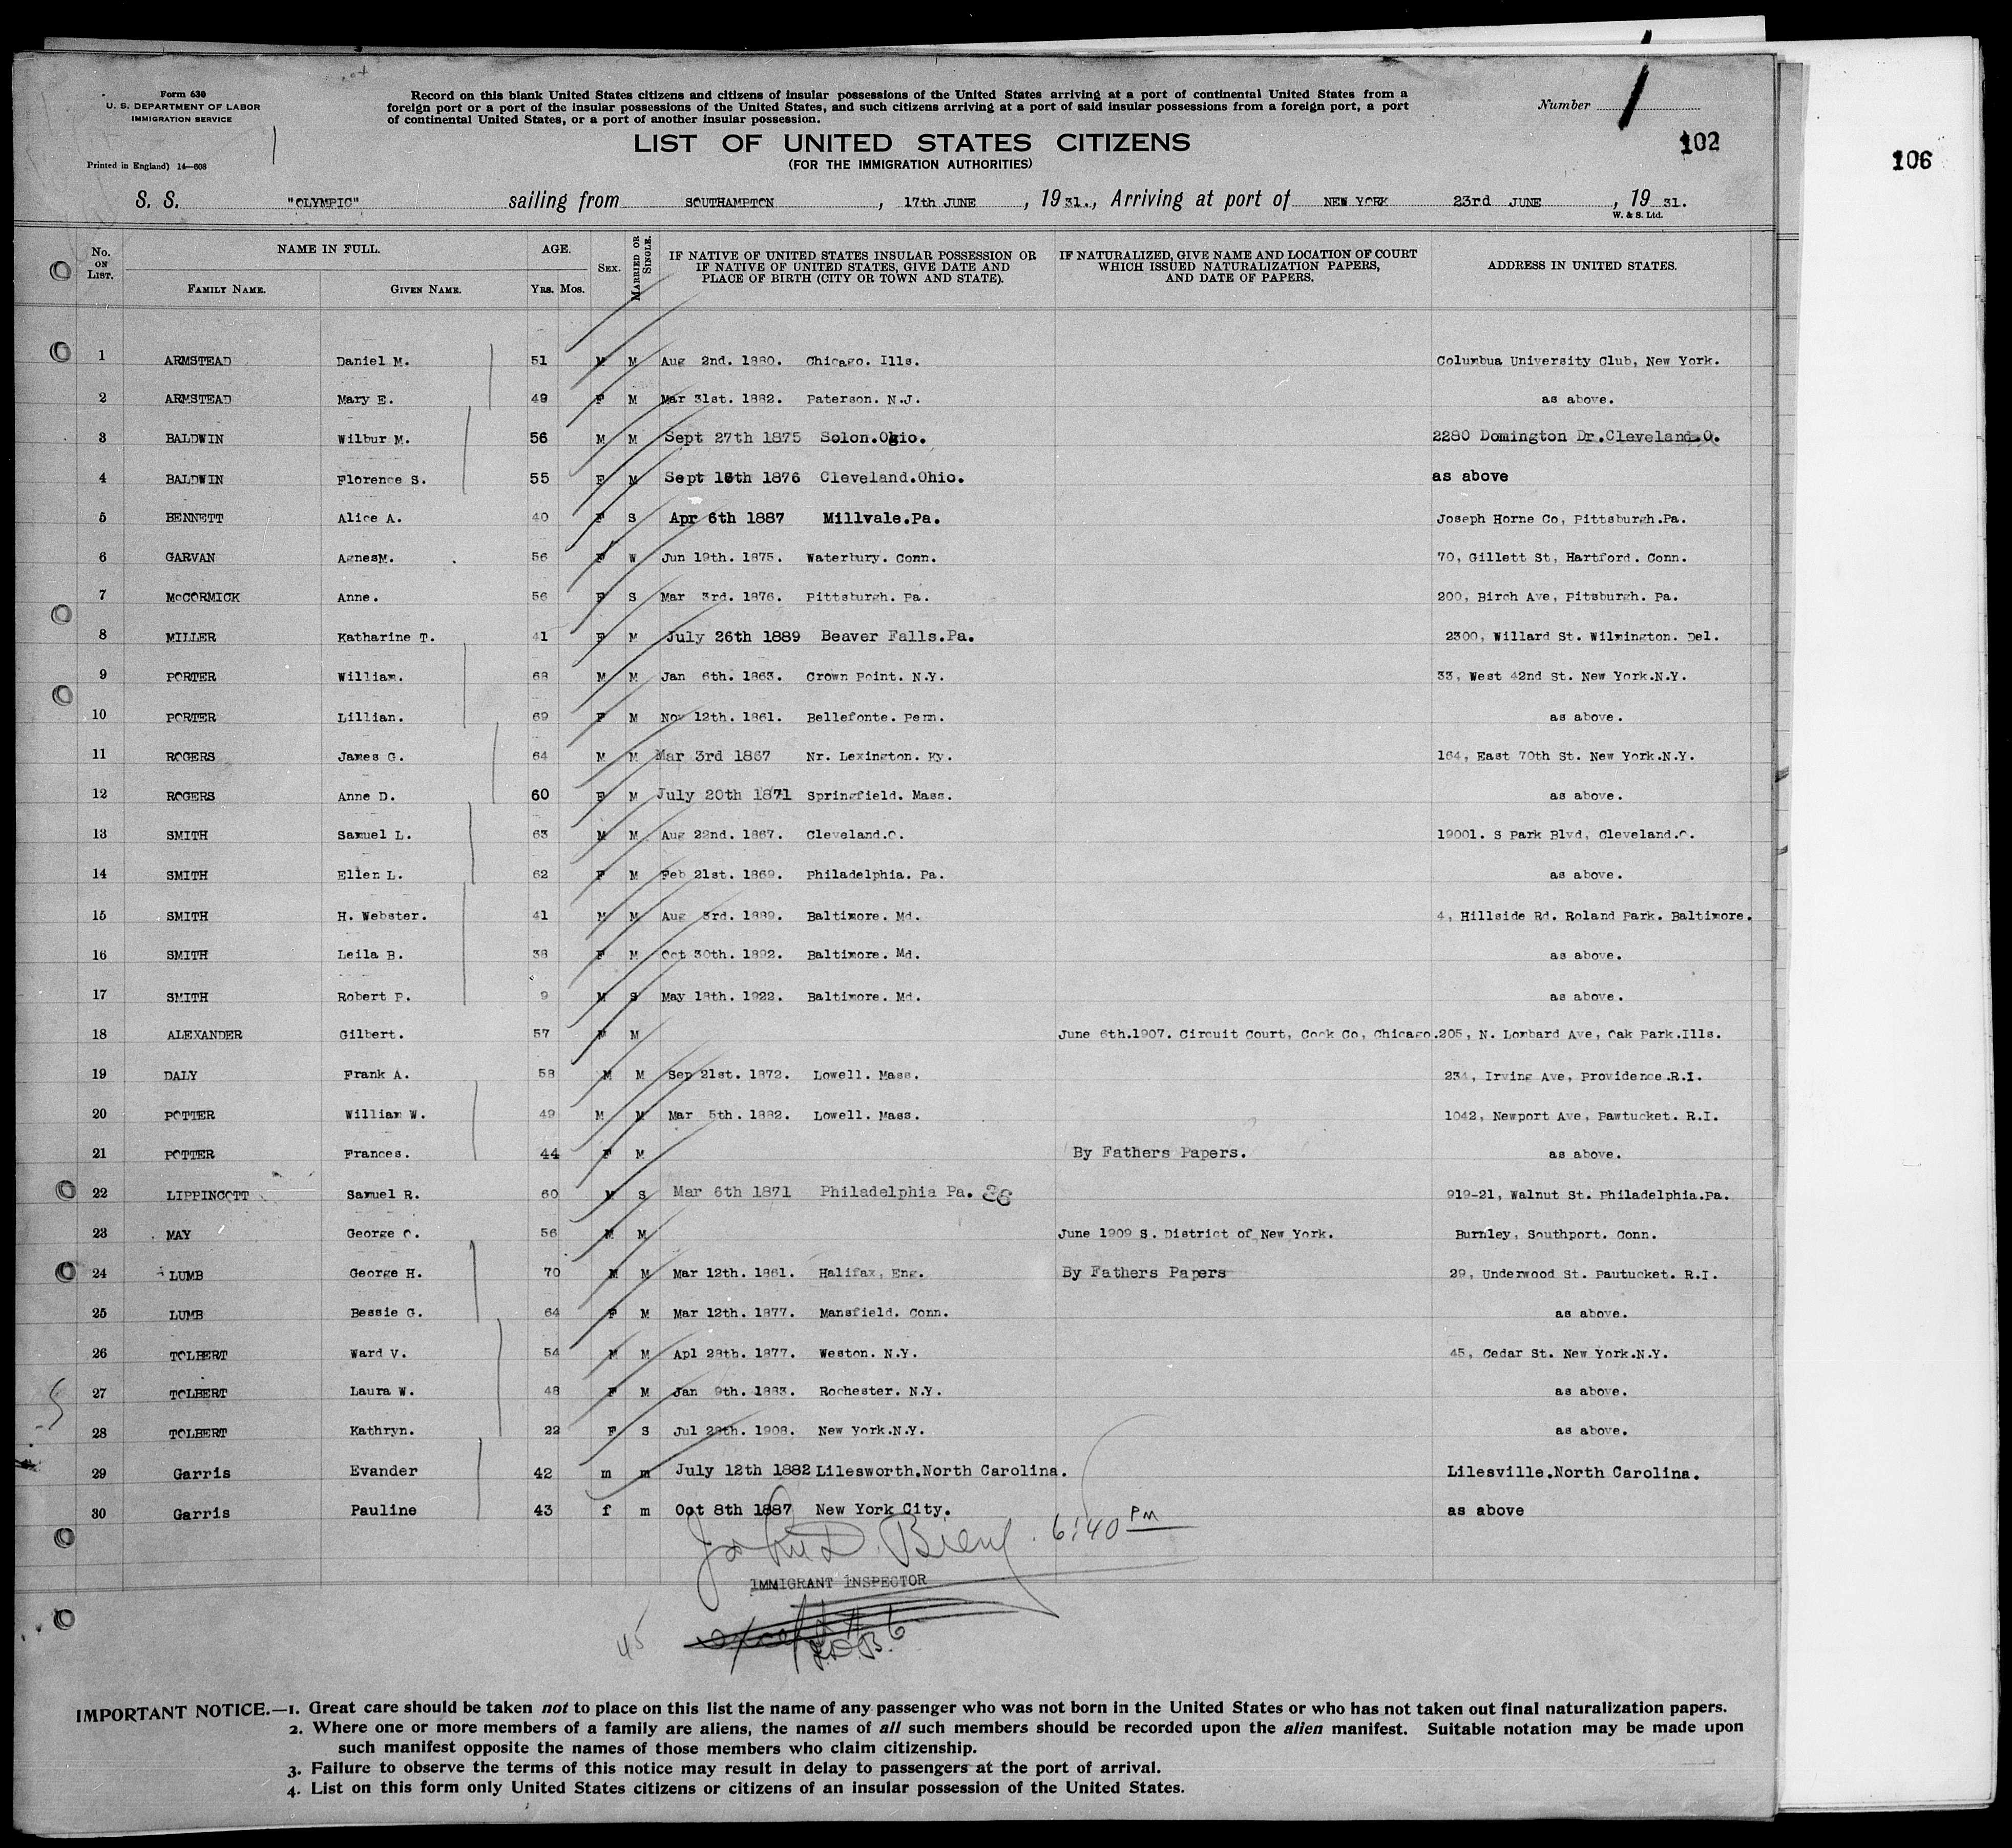 Form 630
U. S. DEPARTMENT OF LABOR
IMMIGRATION SERVICE
Printed in England) 14—608
Record on this blank United States citizens and citizens of insular possessions of the United States arriving at a port of continental United States from a
foreign port or a port of the insular possessions of the United States, and such citizens arriving at a port of said insular possessions from a foreign port, a port
of continental United States, or a port of another insular possession.
Number 1
LIST OF UNITED STATES CITIZENS
(FOR THE IMMIGRATION AUTHORITIES)
102
106
S. S. "OLYMPIC" sailing from SOUTHAMPTON, 17th JUNE, 1931., Arriving at port of NEW YORK 23rd JUNE, 1931.
W. & S. Ltd.
No. ON LIST. NAME IN FULL. AGE. SEX. MARRIED OR SINGLE. IF NATIVE OF UNITED STATES INSULAR POSSESSION OR IF NATIVE OF UNITED STATES, GIVE DATE AND PLACE OF BIRTH (CITY OR TOWN AND STATE). IF NATURALIZED, GIVE NAME AND LOCATION OF COURT WHICH ISSUED NATURALIZATION PAPERS, AND DATE OF PAPERS. ADDRESS IN UNITED STATES.
FAMILY NAME. GIVEN NAME. YRS. MOS.
1 ARMSTEAD Daniel M. 51 M M Aug 2nd. 1880. Chicago. Ills. Columbua University Club, New York.
2 ARMSTEAD Mary E. 49 F M Mar 31st. 1882. Paterson. N.J. as above.
3 BALDWIN Wilbur M. 56 M M Sept 27th 1875 Solon.Ohio. 2280 Domington Dr.Cleveland.O.
4 BALDWIN Florence S. 55 F M Sept 16th 1876 Cleveland.Ohio. as above
5 BENNETT Alice A. 40 F S Apr 6th 1887 Millvale.Pa. Joseph Horne Co, Pittsburgh.Pa.
6 GARVAN AgnesM. 56 F W Jun 19th. 1875. Waterbury. Conn. 70, Gillett St, Hartford. Conn.
7 McCORMICK Anne. 56 F S Mar 3rd. 1876. Pittsburgh. Pa. 200, Birch Ave, Pitsburgh. Pa.
8 MILLER Katharine T. 41 F M July 26th 1889 Beaver Falls.Pa. 2300, Willard St. Wilmington. Del.
9 PORTER William. 68 M M Jan 6th. 1863. Crown Point. N.Y. 33, West 42nd St. New York.N.Y.
10 PORTER Lillian. 69 F M Nov 12th. 1861. Bellefonte. Penn. as above.
11 ROGERS James G. 64 M M Mar 3rd 1867 Nr. Lexington. Ky. 164, East 70th St. New York.N.Y.
12 ROGERS Anne D. 60 F M July 20th 1871 Springfield. Mass. as above.
13 SMITH Samuel L. 63 M M Aug 22nd. 1867. Cleveland.O. 19001. S Park Blvd, Cleveland.O.
14 SMITH Ellen L. 62 F M Feb 21st. 1869. Philadelphia. Pa. as above.
15 SMITH H. Webster. 41 M M Aug 3rd. 1889. Baltimore. Md. 4, Hillside Rd. Roland Park. Baltimore.
16 SMITH Leila B. 38 F M Oct 30th. 1892. Baltimore. Md. as above.
17 SMITH Robert P. 9 M S May 18th. 1922. Baltimore. Md. as above.
18 ALEXANDER Gilbert. 57 M M June 6th.1907. Circuit Court, Cook Co, Chicago. 205, N. Lombard Ave, Oak Park.Ills.
19 DALY Frank A. 58 M M Sep 21st. 1872. Lowell. Mass. 234, Irving Ave, Providence.R.I.
20 POTTER William W. 49 M M Mar 5th. 1882. Lowell. Mass. 1042, Newport Ave, Pawtucket. R.I.
21 POTTER Frances. 44 F M By Fathers Papers. as above.
22 LIPPINCOTT Samuel R. 60 M S Mar 6th 1871 Philadelphia Pa. 919-21, Walnut St. Philadelphia.Pa.
23 MAY George O. 56 M M June 1909 S. District of New York. Burnley, Southport. Conn.
24 LUMB George H. 70 M M Mar 12th. 1861. Halifax, Eng. By Fathers Papers 29, Underwood St. Pautucket. R.I.
25 LUMB Bessie G. 64 F M Mar 12th. 1877. Mansfield. Conn. as above.
26 TOLBERT Ward V. 54 M M Apl 28th. 1877. Weston. N.Y. 45, Cedar St. New York.N.Y.
27 TOLBERT Laura W. 48 F M Jan 9th. 1883. Rochester. N.Y. as above.
28 TOLBERT Kathryn. 22 F S Jul 28th. 1908. New York.N.Y. as above.
29 Garris Evander 42 m m July 12th 1882 Lilesworth.North Carolina. Lilesville.North Carolina.
30 Garris Pauline 43 f m Oct 8th 1887 New York City. as above
John D. 6:40 PM
IMMIGRANT INSPECTOR
45
IMPORTANT NOTICE.—1. Great care should be taken not to place on this list the name of any passenger who was not born in the United States or who has not taken out final naturalization papers.
2. Where one or more members of a family are aliens, the names of all such members should be recorded upon the alien manifest. Suitable notation may be made upon
such manifest opposite the names of those members who claim citizenship.
3. Failure to observe the terms of this notice may result in delay to passengers at the port of arrival.
4. List on this form only United States citizens or citizens of an insular possession of the United States.